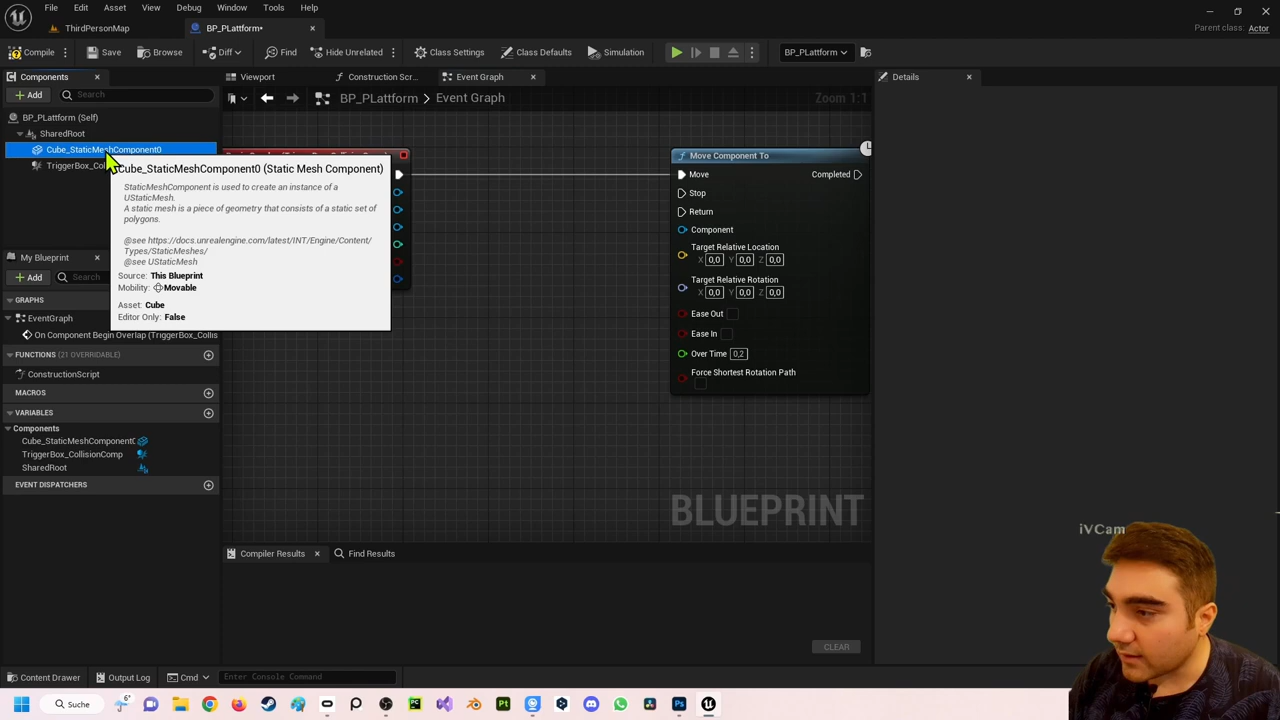 Edit
Asset
View
Debug
Window
Tools
Help
ThirdPersonMap
BP_PLattform*
Compile
Save
Browse
Diff
Find
Hide Unrelated
Class Settings
Class Defaults
Simulation
BP_PLattform
Parent class: Actor
Components
Add
Search
BP_PLattform (Self)
SharedRoot
Cube_StaticMeshComponent0
TriggerBox_Col
Viewport
Construction Scr...
Event Graph
BP_PLattform > Event Graph
Zoom 1:1
Details
Cube_StaticMeshComponent0 (Static Mesh Component)
StaticMeshComponent is used to create an instance of a
UStaticMesh.
A static mesh is a piece of geometry that consists of a static set of
polygons.
@see https://docs.unrealengine.com/latest/INT/Engine/Content/
Types/StaticMeshes/
@see UStaticMesh
Source: This Blueprint
Mobility: Movable
Asset: Cube
Editor Only: False
Move Component To
Move
Completed
Stop
Return
Component
Target Relative Location
X 0,0 Y 0,0 Z 0,0
Target Relative Rotation
X 0,0 Y 0,0 Z 0,0
Ease Out
Ease In
Over Time 0,2
Force Shortest Rotation Path
My Blueprint
Add
Search
GRAPHS
EventGraph
On Component Begin Overlap (TriggerBox_Collis
FUNCTIONS (21 OVERRIDABLE)
ConstructionScript
MACROS
VARIABLES
Components
Cube_StaticMeshComponent0
TriggerBox_CollisionComp
SharedRoot
EVENT DISPATCHERS
BLUEPRINT
iVCam
Compiler Results
Find Results
CLEAR
Content Drawer
Output Log
Cmd
Enter Console Command
Suche
6°